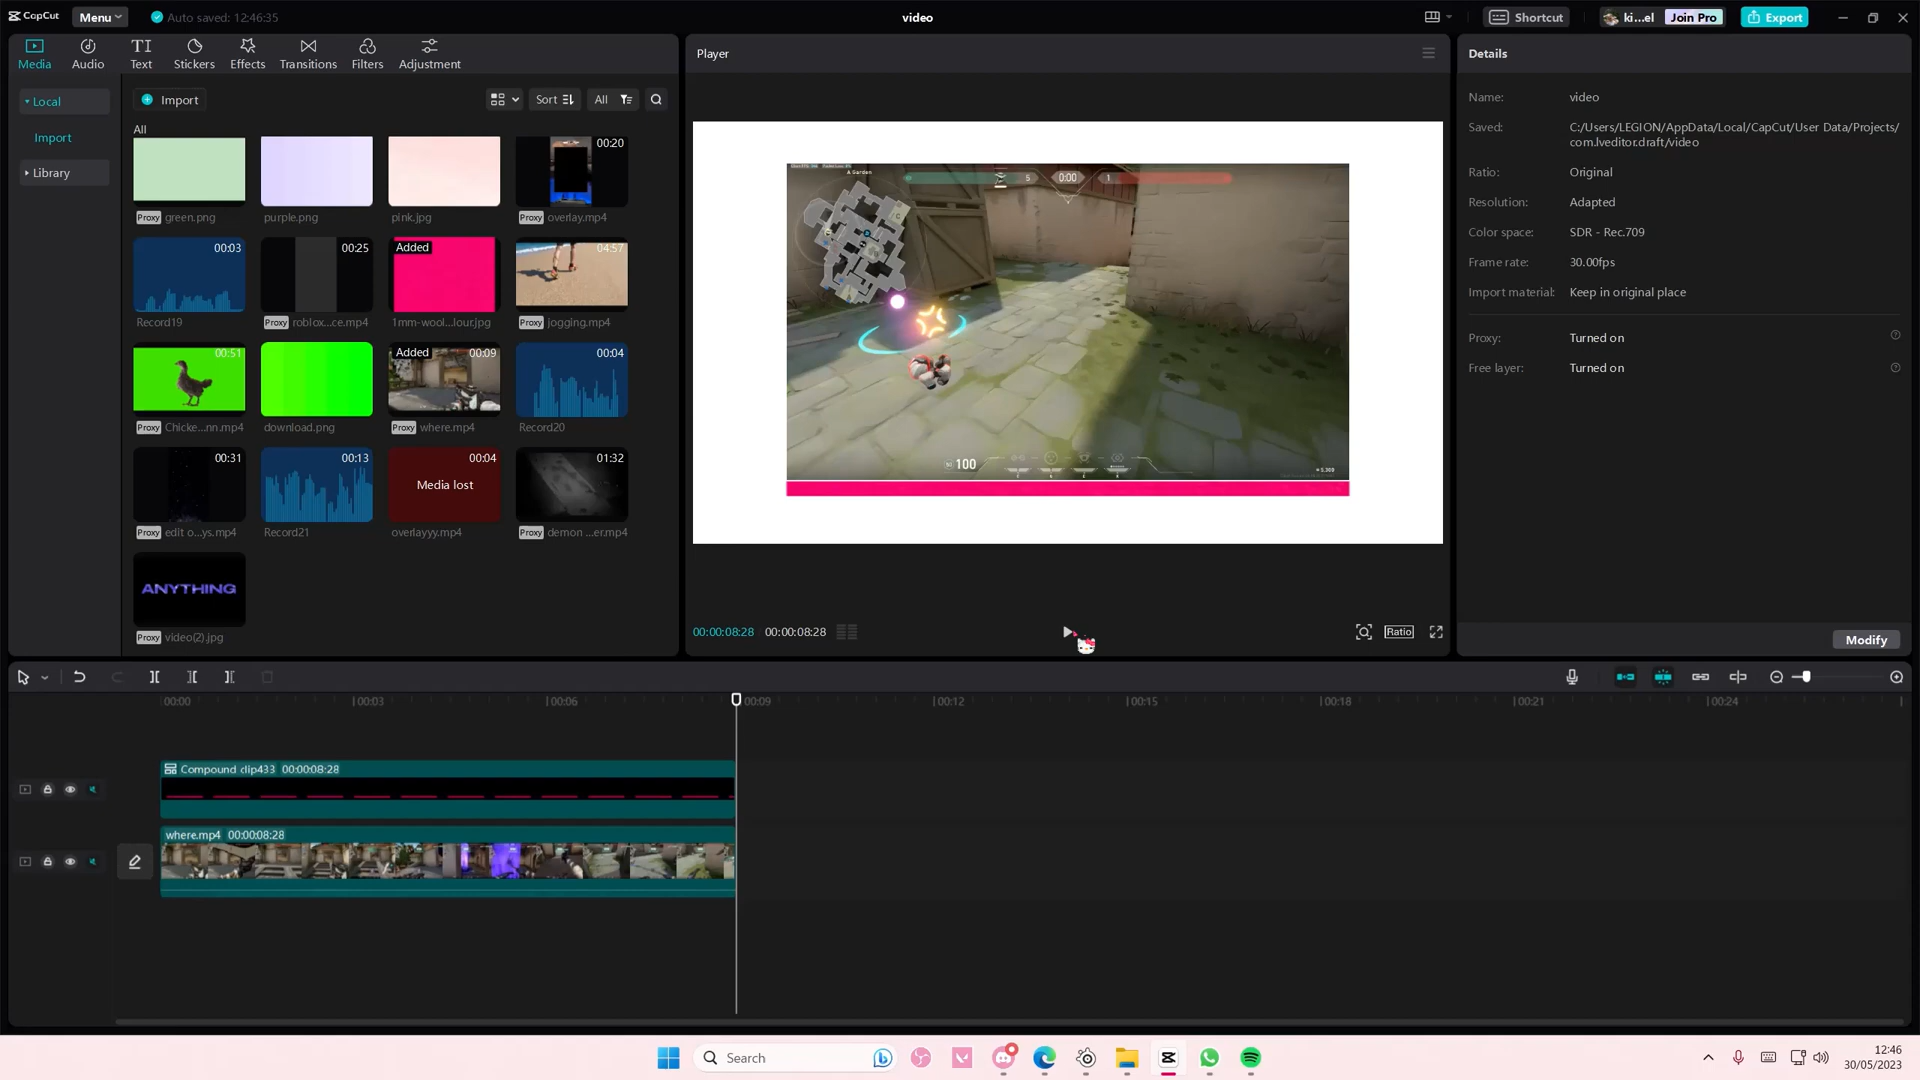 CapCut Menu Auto saved: 12:46:35 video Shortcut ki...el Join Pro Export
Media Audio Text Stickers Effects Transitions Filters Adjustment
Local
Import
Library
Import Sort All
All
00:20
Proxy green.png purple.png pink.jpg Proxy overlay.mp4
00:03 00:25 Added 04:57
Record19 Proxy roblox...ce.mp4 1mm-wool...lour.jpg Proxy jogging.mp4
00:51 Added 00:09 00:04
Proxy Chicke...nn.mp4 download.png Proxy where.mp4 Record20
00:31 00:13 00:04 01:32
Media lost
Proxy edit o...ys.mp4 Record21 overlayyy.mp4 Proxy demon ...er.mp4
ANYTHING
Proxy video(2).jpg
Player
A Garden
5 0:00 1
100
00:00:08:28 00:00:08:28 Ratio
Details
Name: video
Saved: C:/Users/LEGION/AppData/Local/CapCut/User Data/Projects/
com.lveditor.draft/video
Ratio: Original
Resolution: Adapted
Color space: SDR - Rec.709
Frame rate: 30.00fps
Import material: Keep in original place
Proxy: Turned on
Free layer: Turned on
Modify
00:00 00:03 00:06 00:09 00:12 00:15 00:18 00:21 00:24
Compound clip433 00:00:08:28
where.mp4 00:00:08:28
Search
12:46
30/05/2023